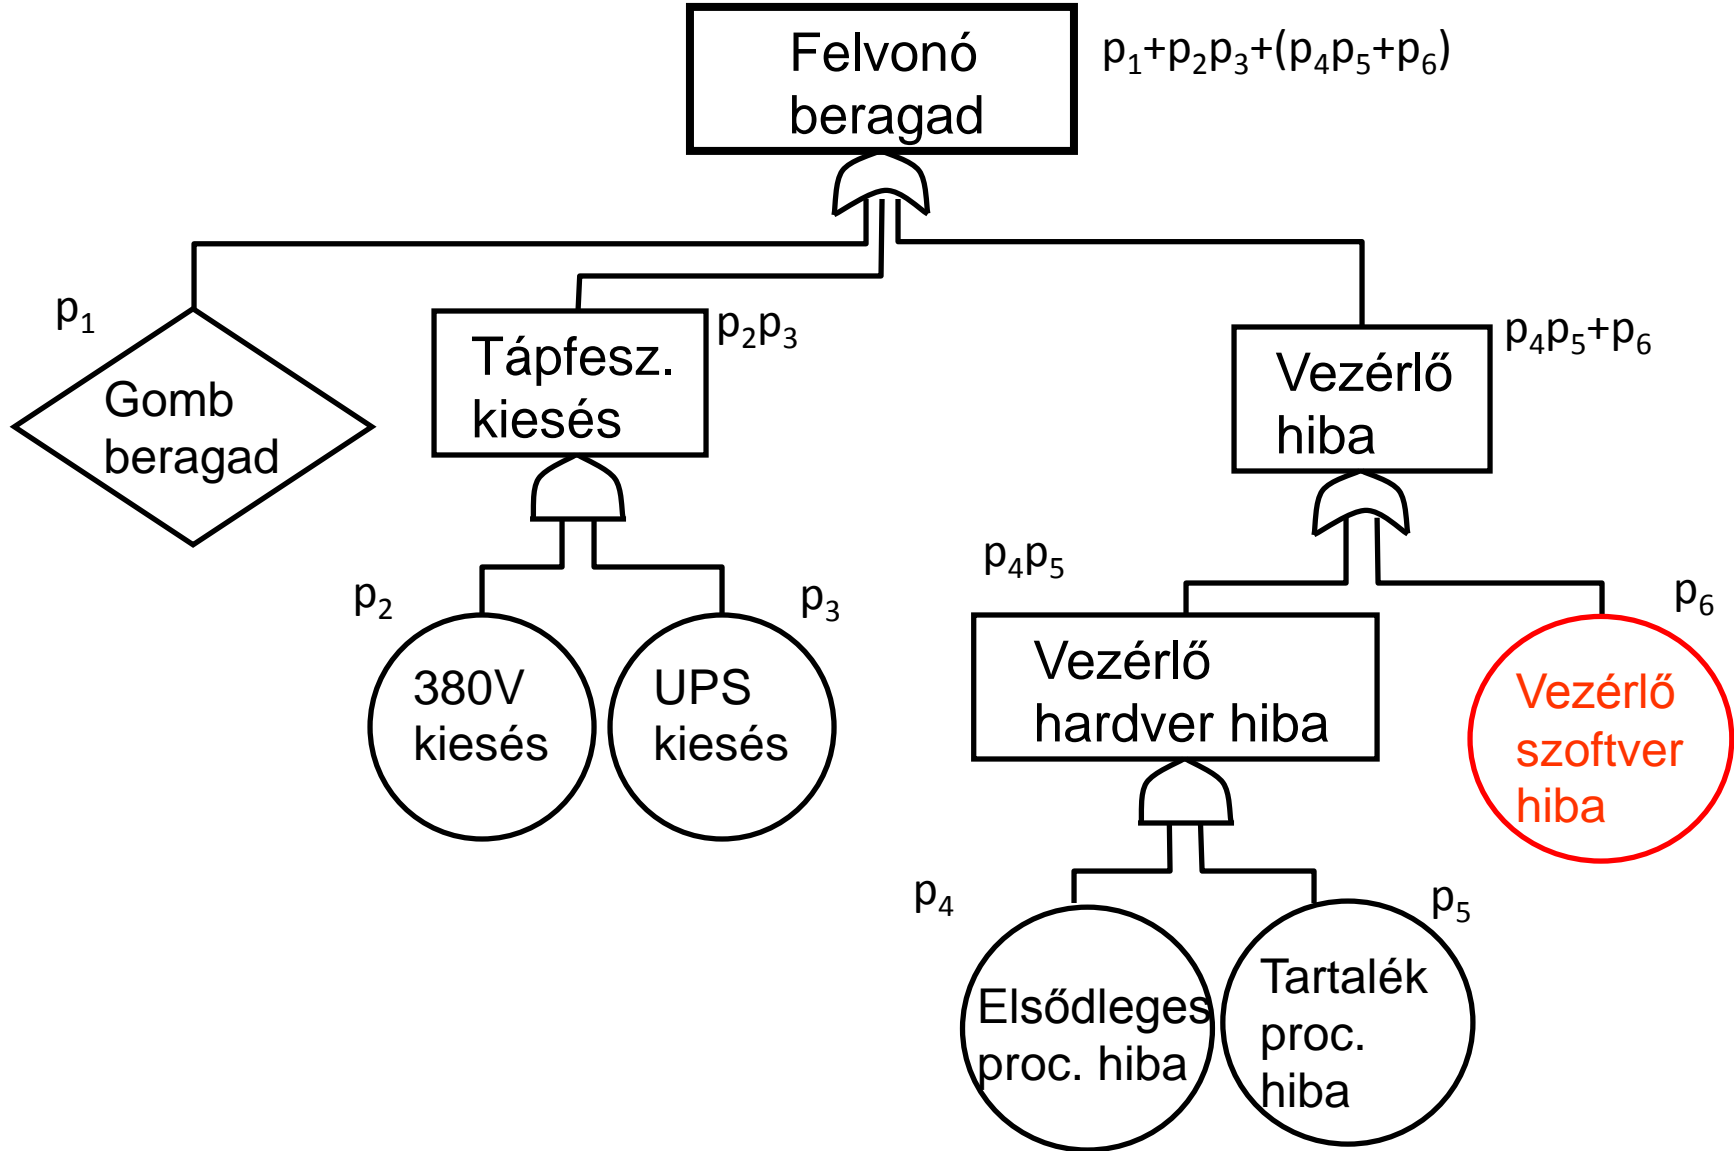 Felvonó
beragad
p₁+p₂p₃+(p₄p₅+p₆)
p₁
Gomb
beragad
Tápfesz.
kiesés
p₂p₃
Vezérlő
hiba
p₄p₅+p₆
p₂
380V
kiesés
p₃
UPS
kiesés
p₄p₅
Vezérlő
hardver hiba
p₆
Vezérlő
szoftver
hiba
p₄
Elsődleges
proc. hiba
p₅
Tartalék
proc.
hiba